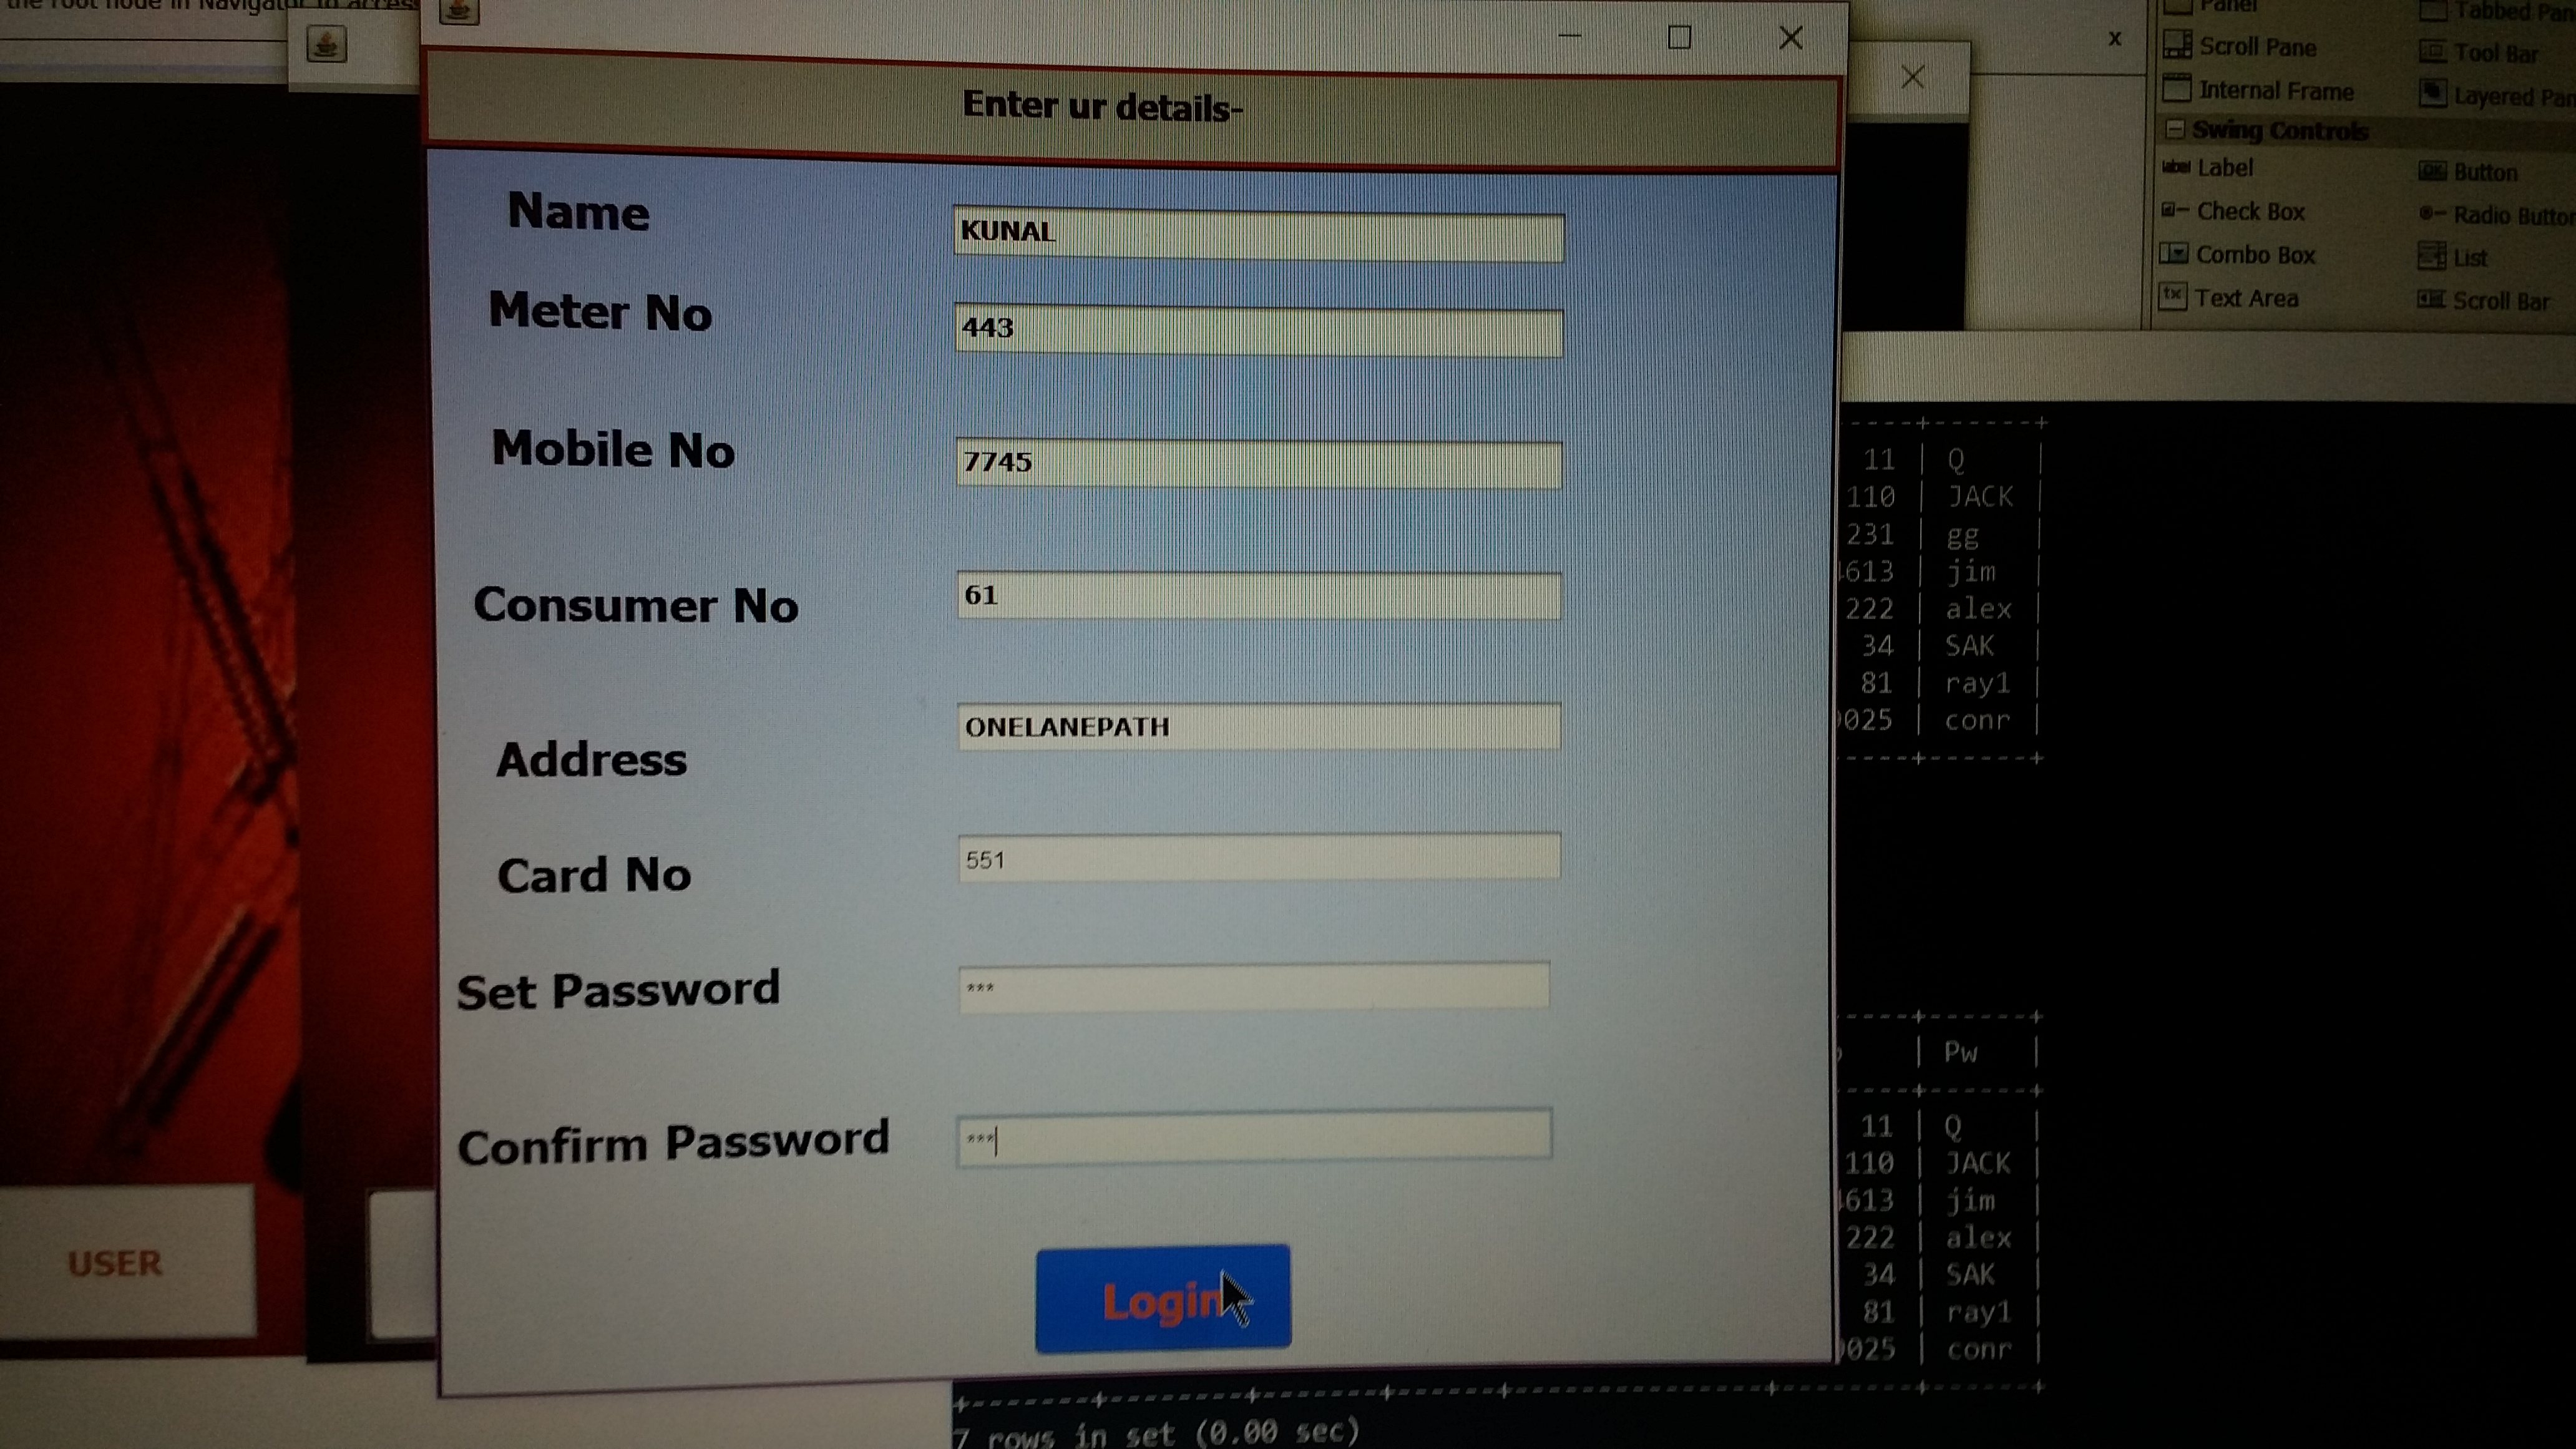 the root node in Navigator to access
Enter ur details-
Name
KUNAL
Meter No
443
Mobile No
7745
Consumer No
61
Address
ONELANEPATH
Card No
551
Set Password
***
Confirm Password
***
Login
USER
x
Panel
Tabbed Pan
Scroll Pane
Tool Bar
Internal Frame
Layered Pan
Swing Controls
label Label
OK Button
Check Box
Radio Button
Combo Box
List
tx Text Area
Scroll Bar
-----+------+
11 | Q |
110 | JACK |
231 | gg |
613 | jim |
222 | alex |
34 | SAK |
81 | ray1 |
025 | conr |
-----+------+
-----+------+
| Pw |
-----+------+
11 | Q |
110 | JACK |
613 | jim |
222 | alex |
34 | SAK |
81 | ray1 |
025 | conr |
7 rows in set (0.00 sec)